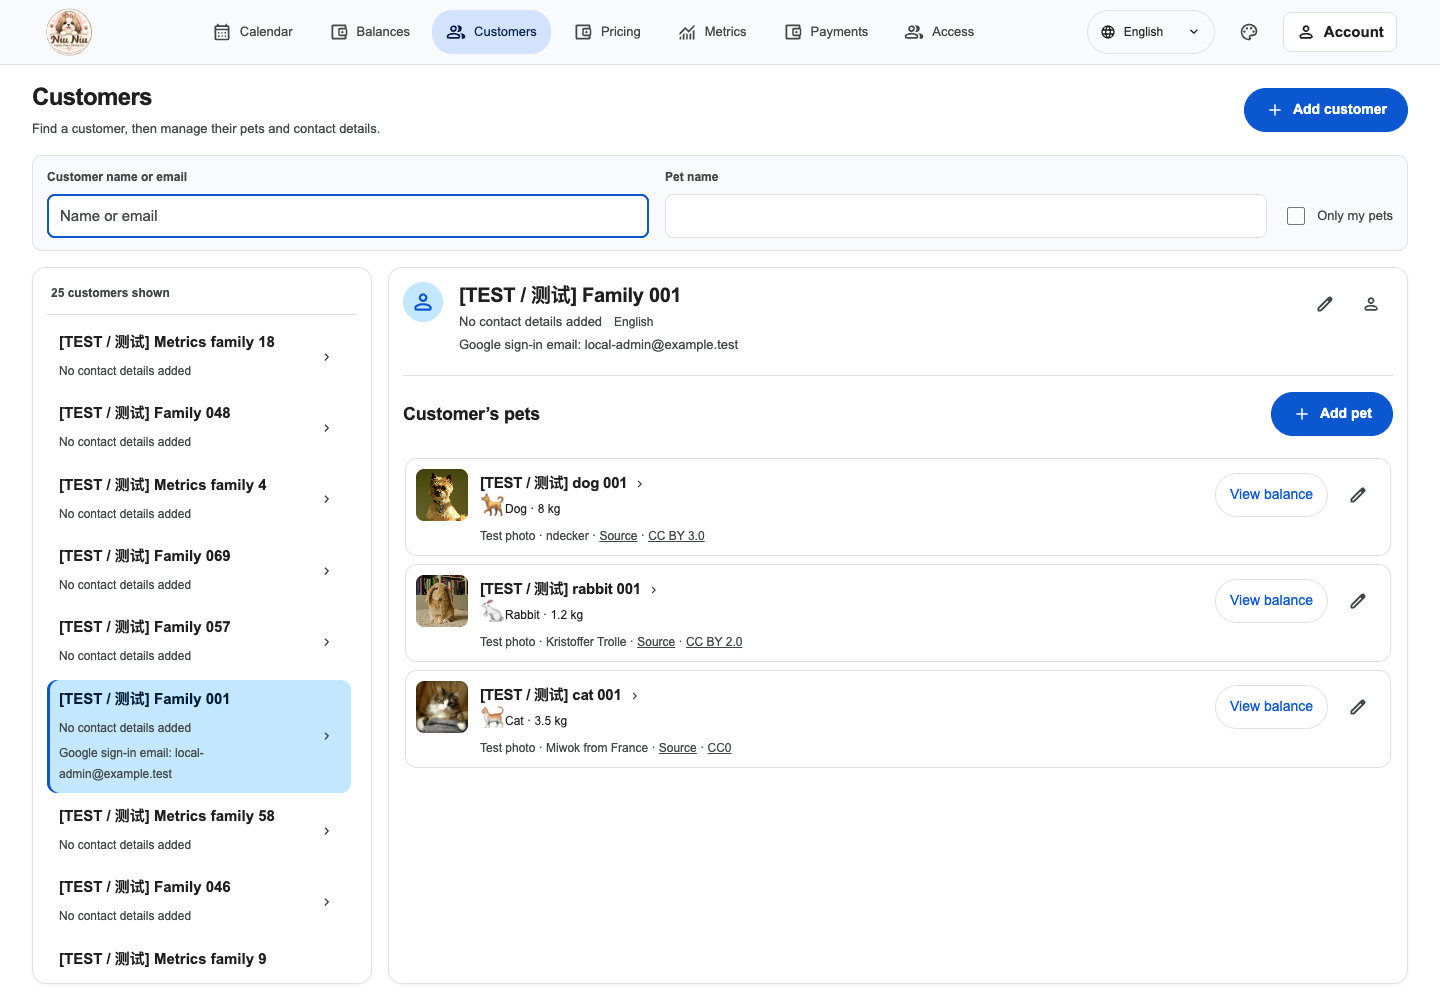 Niu Niu
Calendar
Balances
Customers
Pricing
Metrics
Payments
Access
English
Account
Customers
Find a customer, then manage their pets and contact details.
Add customer
Customer name or email
Pet name
Name or email
Only my pets
25 customers shown
[TEST / 测试] Metrics family 18
No contact details added
[TEST / 测试] Family 048
No contact details added
[TEST / 测试] Metrics family 4
No contact details added
[TEST / 测试] Family 069
No contact details added
[TEST / 测试] Family 057
No contact details added
[TEST / 测试] Family 001
No contact details added
Google sign-in email: local-
admin@example.test
[TEST / 测试] Metrics family 58
No contact details added
[TEST / 测试] Family 046
No contact details added
[TEST / 测试] Metrics family 9
[TEST / 测试] Family 001
No contact details added English
Google sign-in email: local-admin@example.test
Customer’s pets
Add pet
[TEST / 测试] dog 001
Dog · 8 kg
Test photo · ndecker · Source · CC BY 3.0
View balance
[TEST / 测试] rabbit 001
Rabbit · 1.2 kg
Test photo · Kristoffer Trolle · Source · CC BY 2.0
View balance
[TEST / 测试] cat 001
Cat · 3.5 kg
Test photo · Miwok from France · Source · CC0
View balance